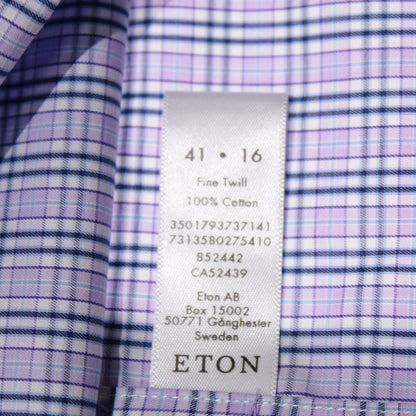 41 • 16
Fine Twill
100% Cotton
3501793737141
7313580275410
852442
CA52439
Eton AB
Box 15002
50771 Gånghester
Sweden
ETON